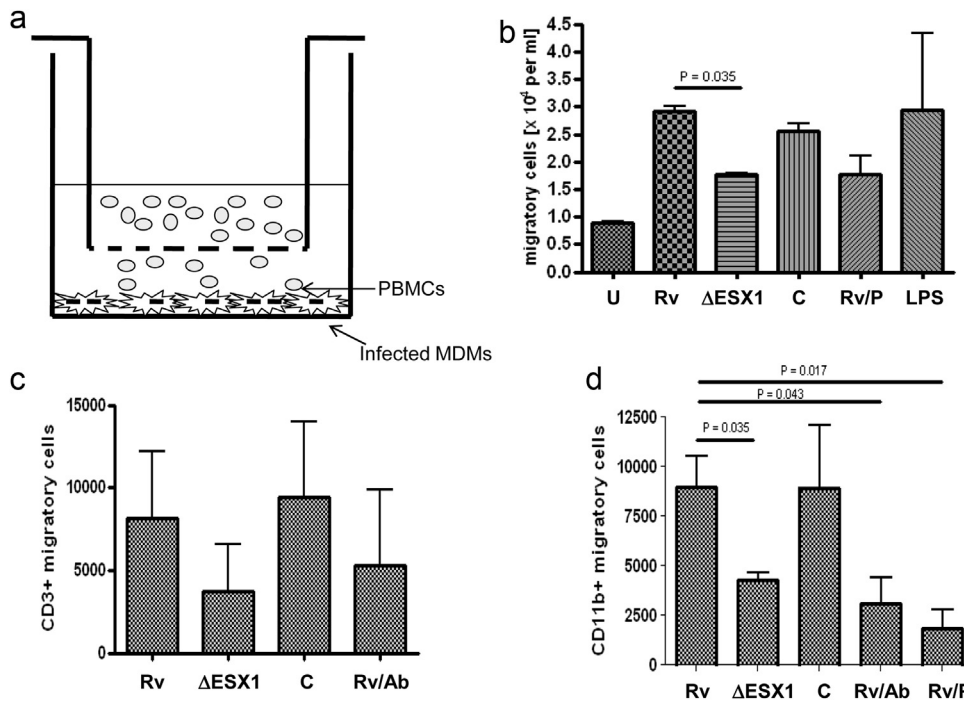 a
PBMCs
Infected MDMs
b
migratory cells [x 10⁴ per ml]
4.5
4.0
3.5
3.0
2.5
2.0
1.5
1.0
0.5
0.0
P = 0.035
U Rv ΔESX1 C Rv/P LPS
c
CD3+ migratory cells
15000
10000
5000
0
Rv ΔESX1 C Rv/Ab
d
P = 0.017
P = 0.043
P = 0.035
CD11b+ migratory cells
12500
10000
7500
5000
2500
0
Rv ΔESX1 C Rv/Ab Rv/P